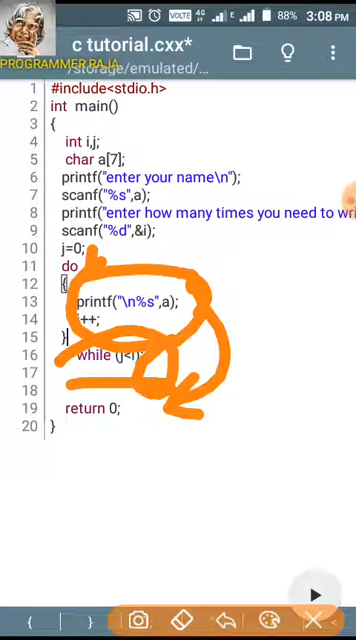 VOLTE 4G 88% 3:08 PM
c tutorial.cxx*
/storage/emulated/...
PROGRAMMER RAJA
1 #include<stdio.h>
2 int main()
3 {
4 int i,j;
5 char a[7];
6 printf("enter your name\n");
7 scanf("%s",a);
8 printf("enter how many times you need to wri
9 scanf("%d",&i);
10 j=0;
11 do
12 {
13 printf("\n%s",a);
14 j++;
15 }
16 while (j<i)
17
18
19 return 0;
20 }
{ }